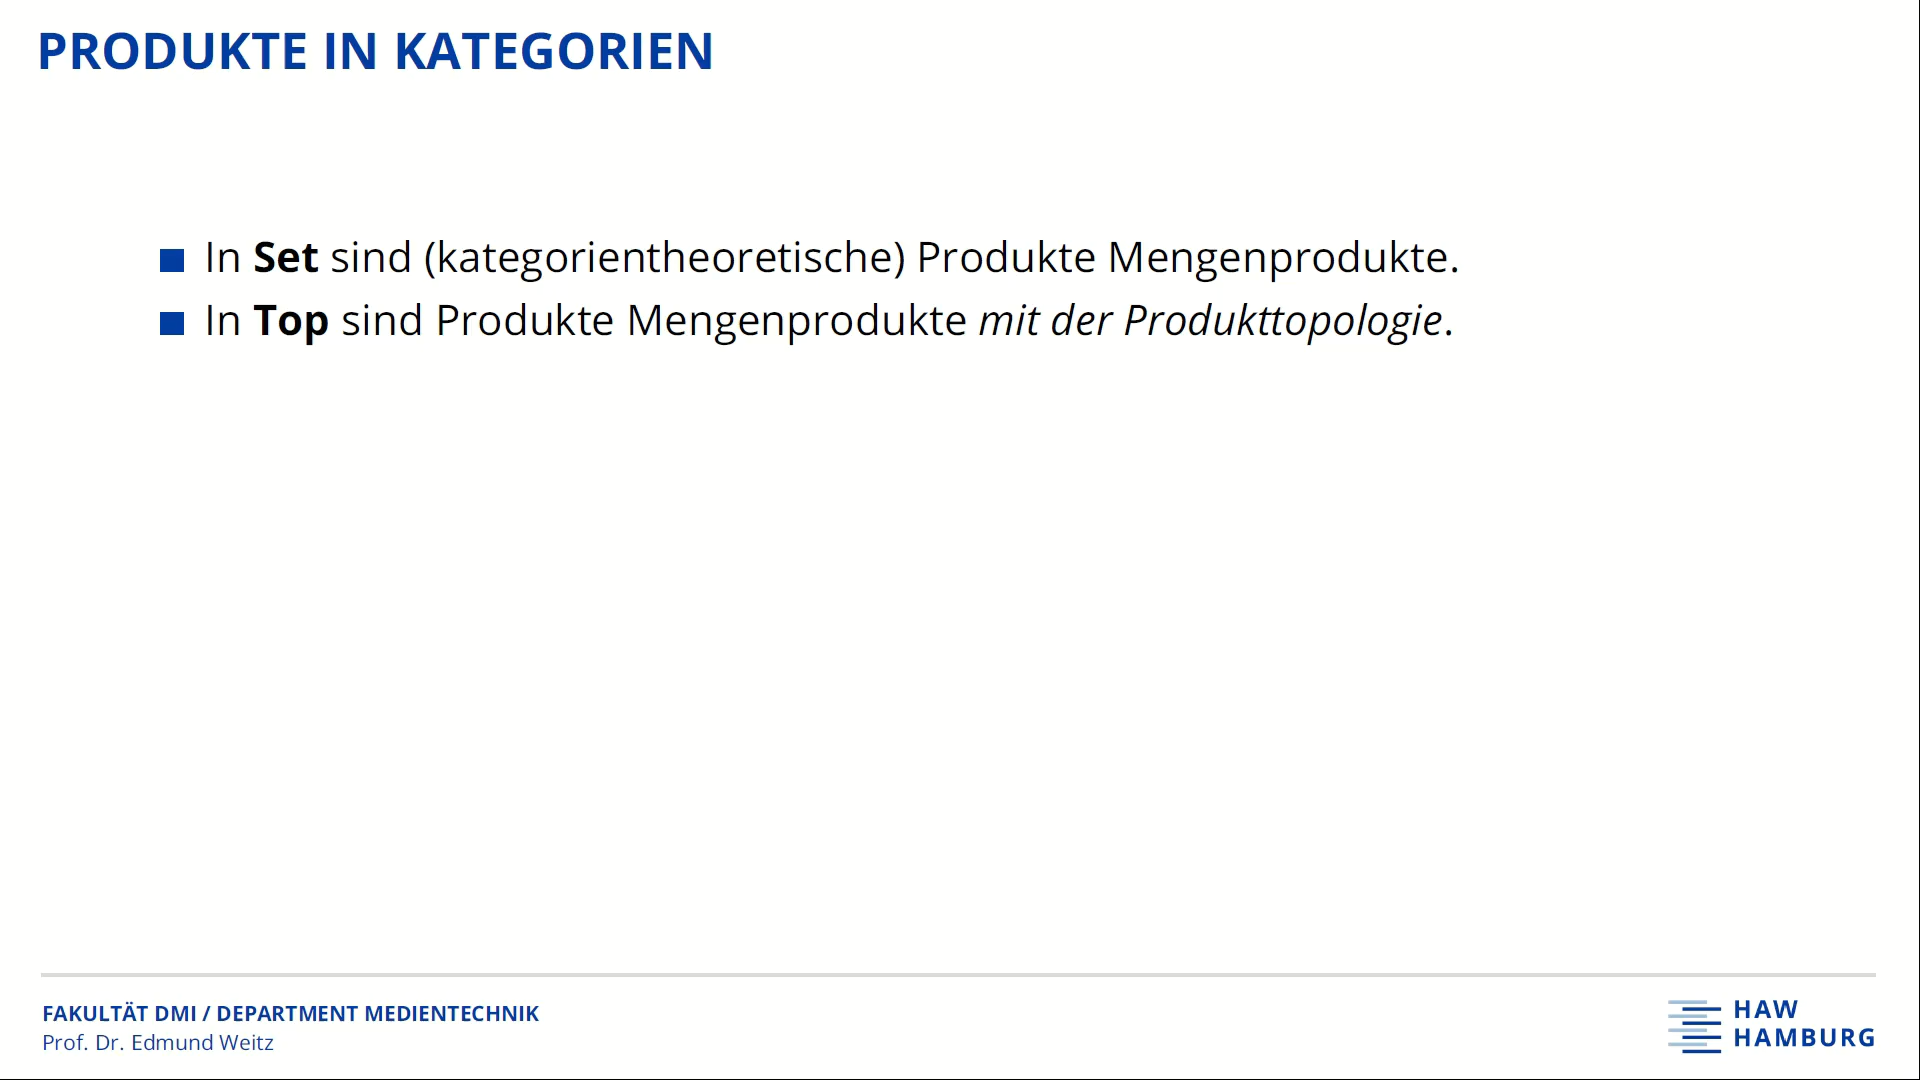 PRODUKTE IN KATEGORIEN
In Set sind (kategorientheoretische) Produkte Mengenprodukte.
In Top sind Produkte Mengenprodukte mit der Produkttopologie.
FAKULTÄT DMI / DEPARTMENT MEDIENTECHNIK
Prof. Dr. Edmund Weitz
HAW
HAMBURG